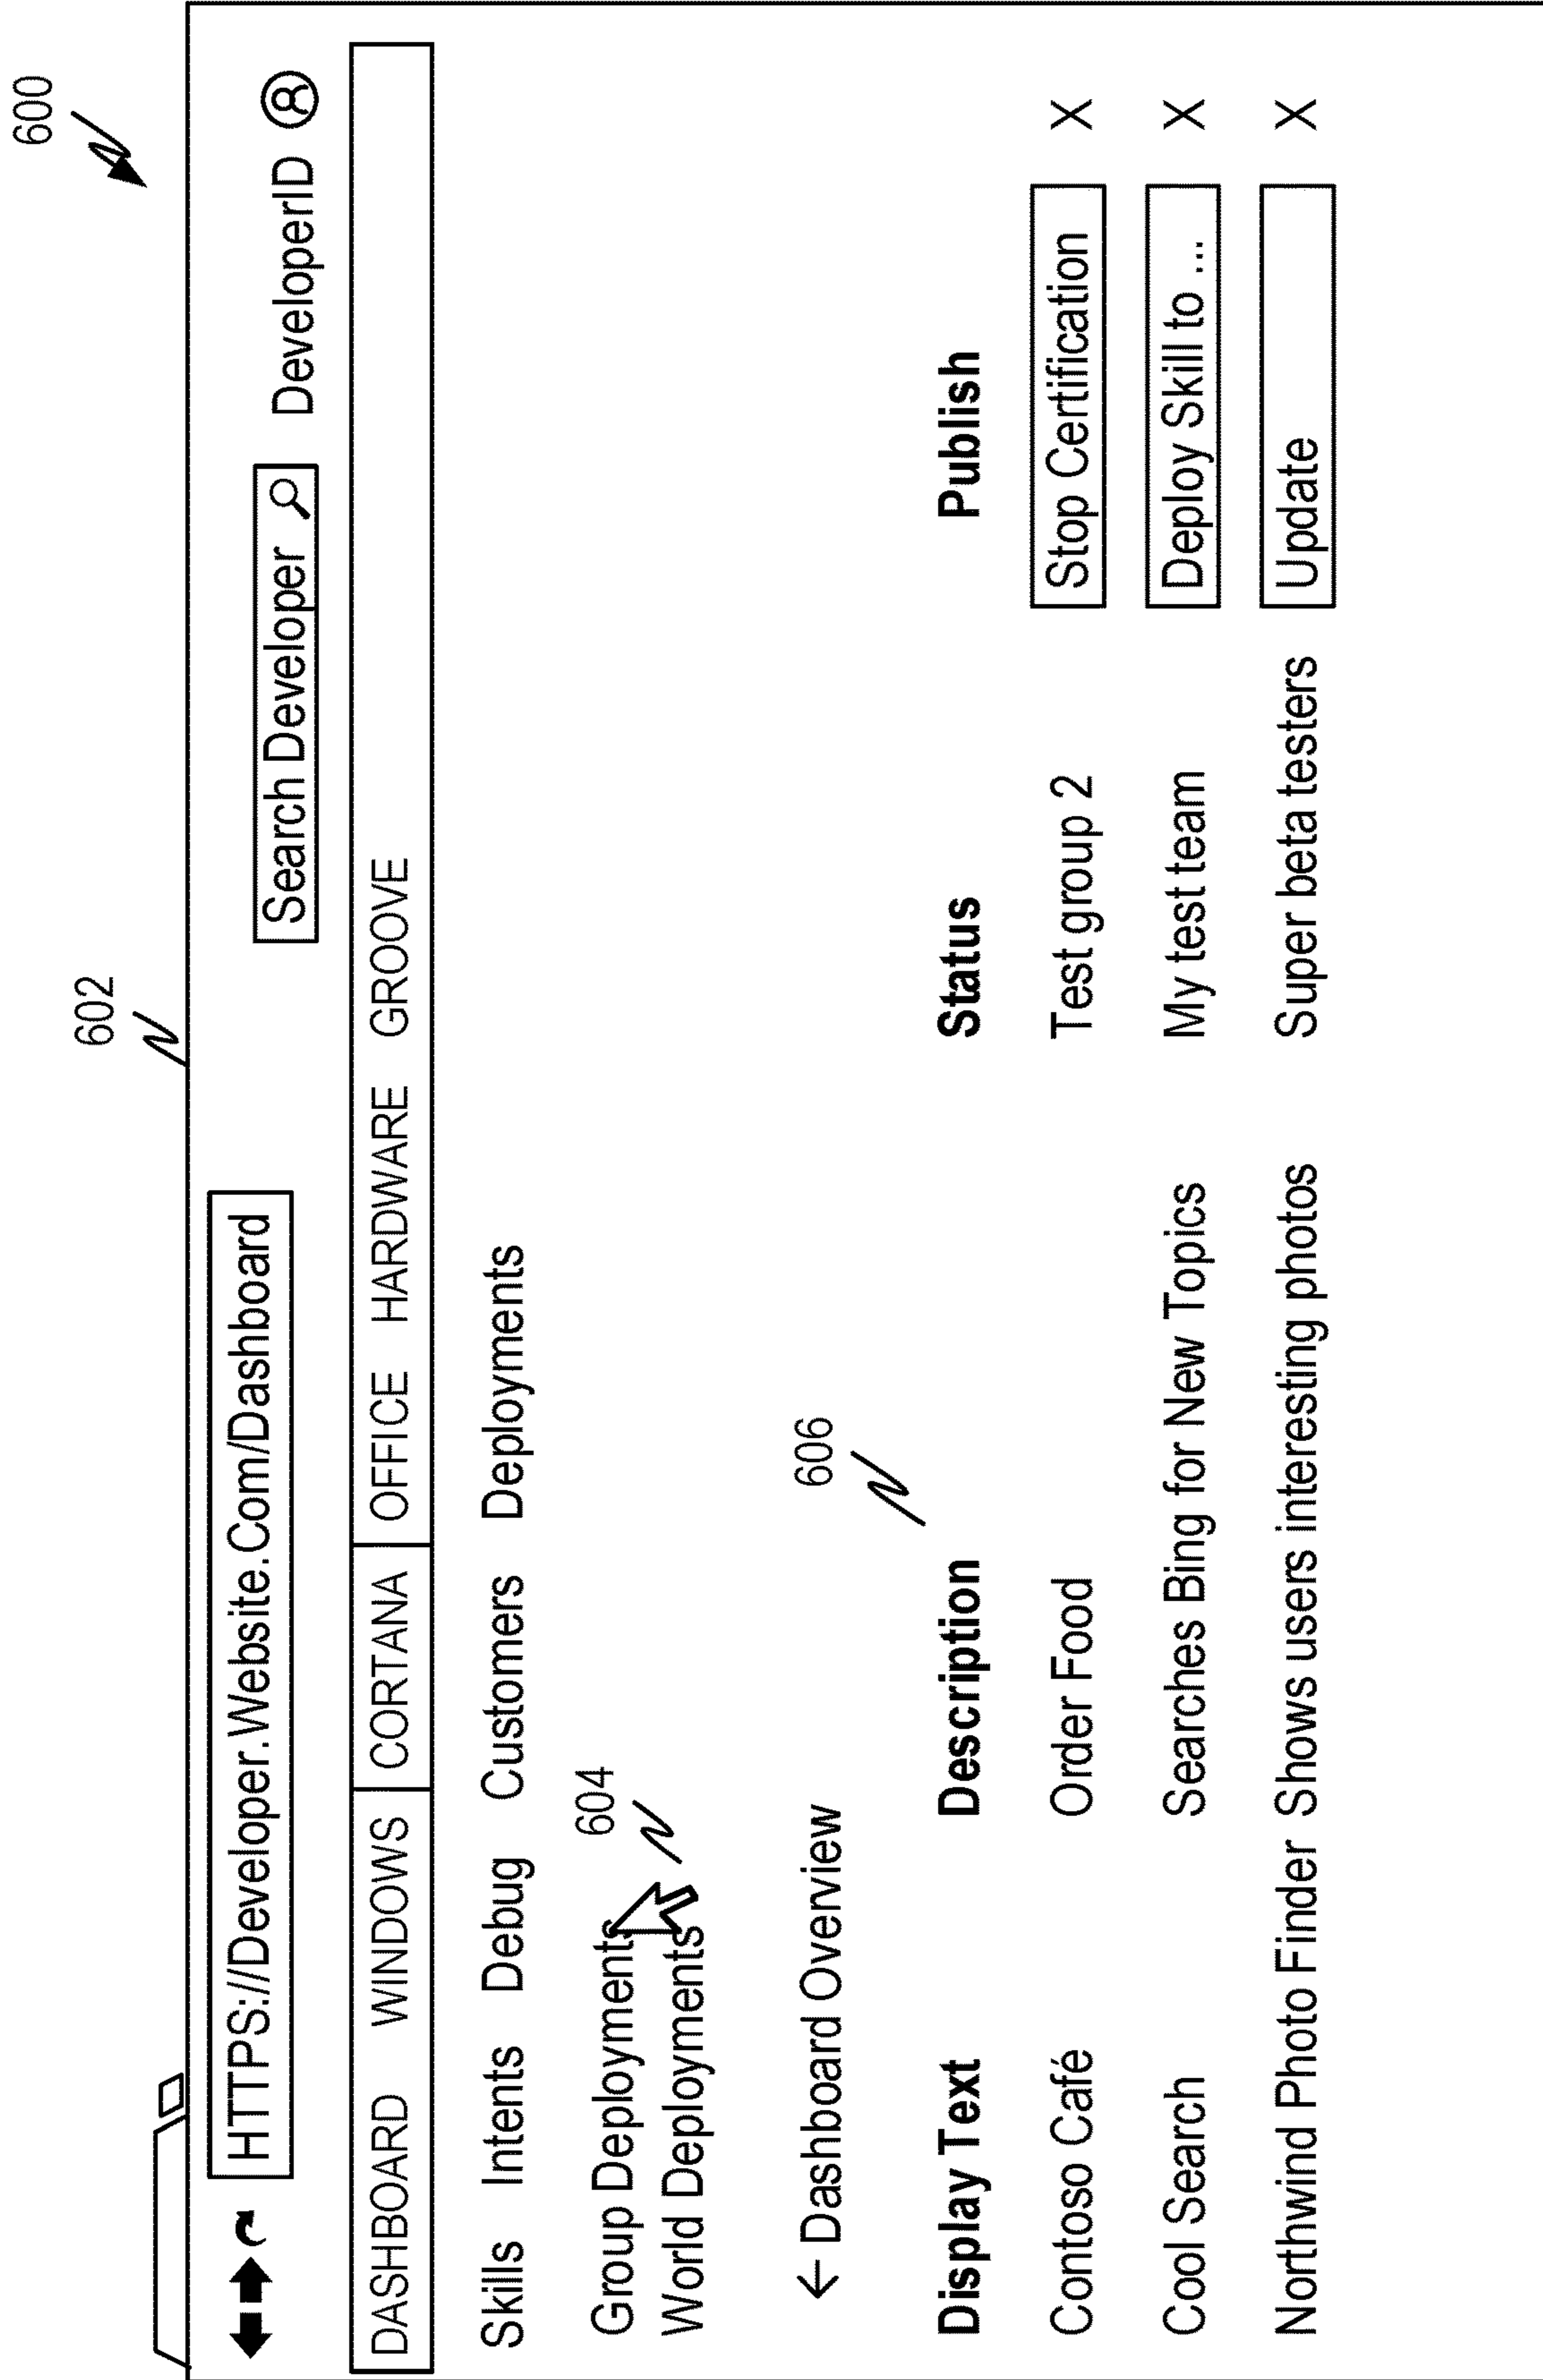 600
602
HTTPS://Developer.Website.Com/Dashboard
Search Developer DeveloperID
DASHBOARD WINDOWS CORTANA OFFICE HARDWARE GROOVE
Skills Intents Debug Customers Deployments
604
Group Deployments
World Deployments
← Dashboard Overview
606
Display Text Description Status Publish
Contoso Café Order Food Test group 2 Stop Certification X
Cool Search Searches Bing for New Topics My test team Deploy Skill to ... X
Northwind Photo Finder Shows users interesting photos Super beta testers Update X